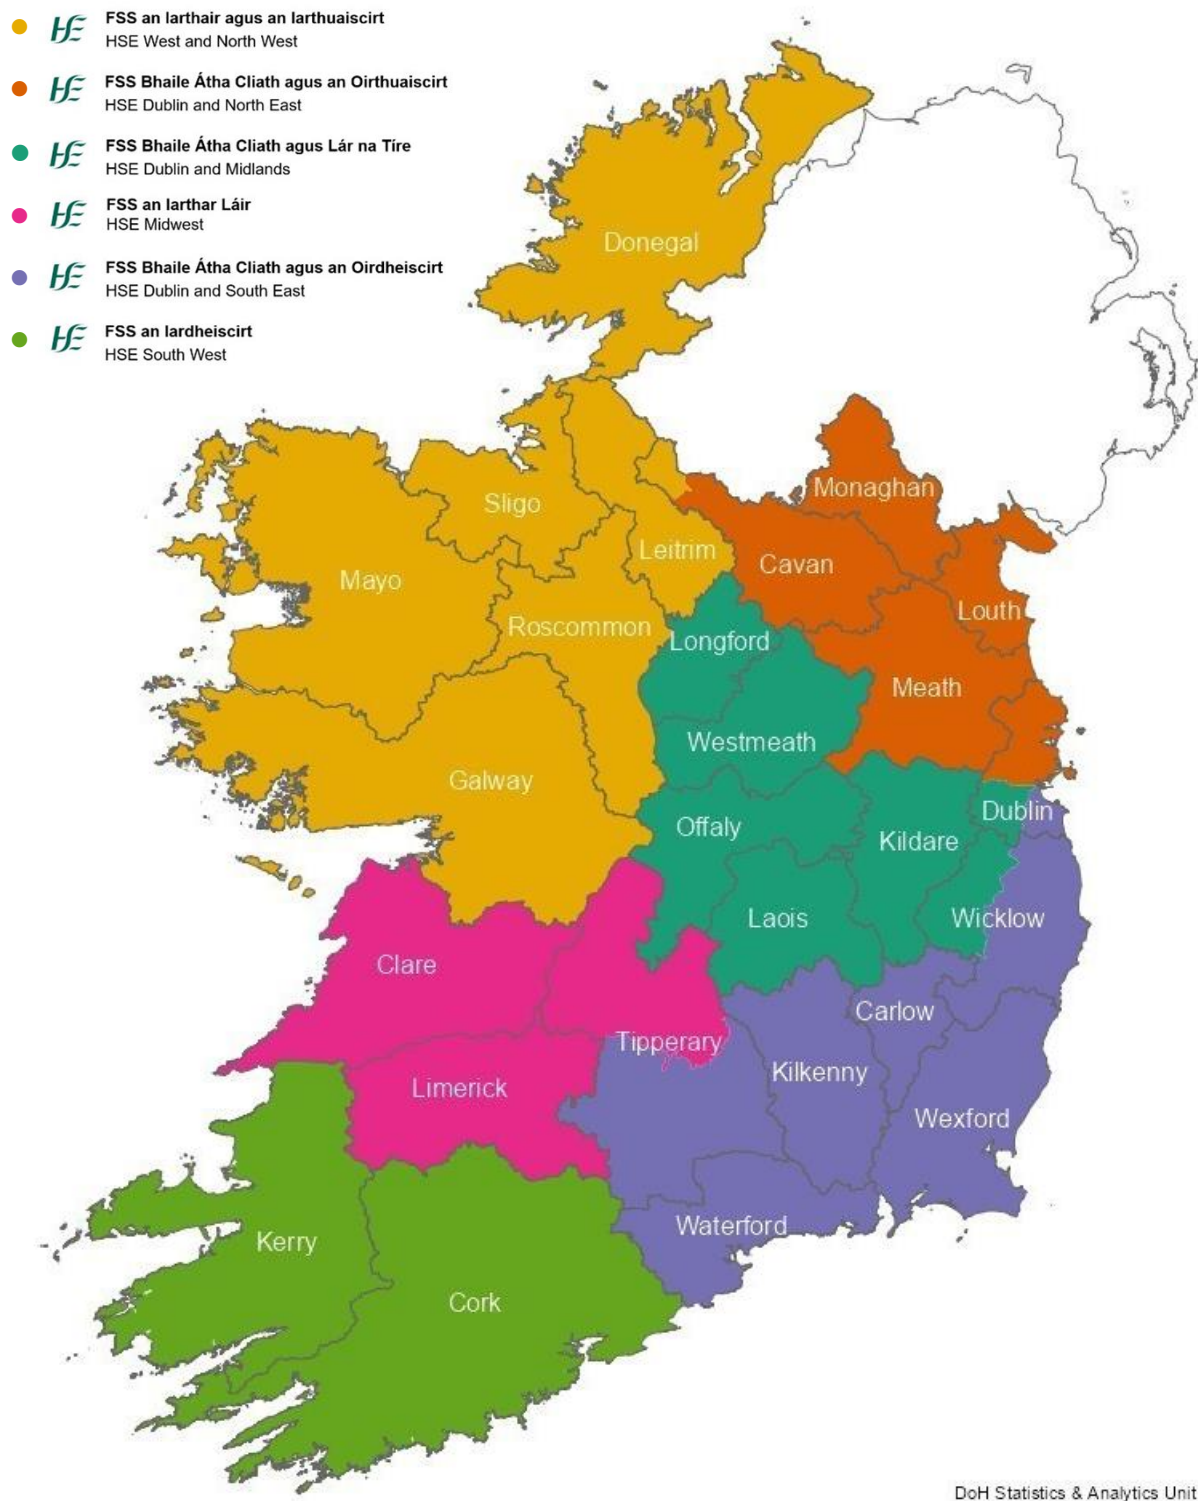 FSS an Iarthair agus an Iarthuaiscirt
HSE West and North West
FSS Bhaile Átha Cliath agus an Oirthuaiscirt
HSE Dublin and North East
FSS Bhaile Átha Cliath agus Lár na Tíre
HSE Dublin and Midlands
FSS an Iarthar Láir
HSE Midwest
FSS Bhaile Átha Cliath agus an Oirdheiscirt
HSE Dublin and South East
FSS an Iardheiscirt
HSE South West
Donegal
Monaghan
Sligo
Leitrim
Cavan
Mayo
Louth
Roscommon
Longford
Meath
Westmeath
Galway
Dublin
Offaly
Kildare
Laois
Wicklow
Clare
Carlow
Tipperary
Kilkenny
Limerick
Wexford
Waterford
Kerry
Cork
DoH Statistics & Analytics Unit